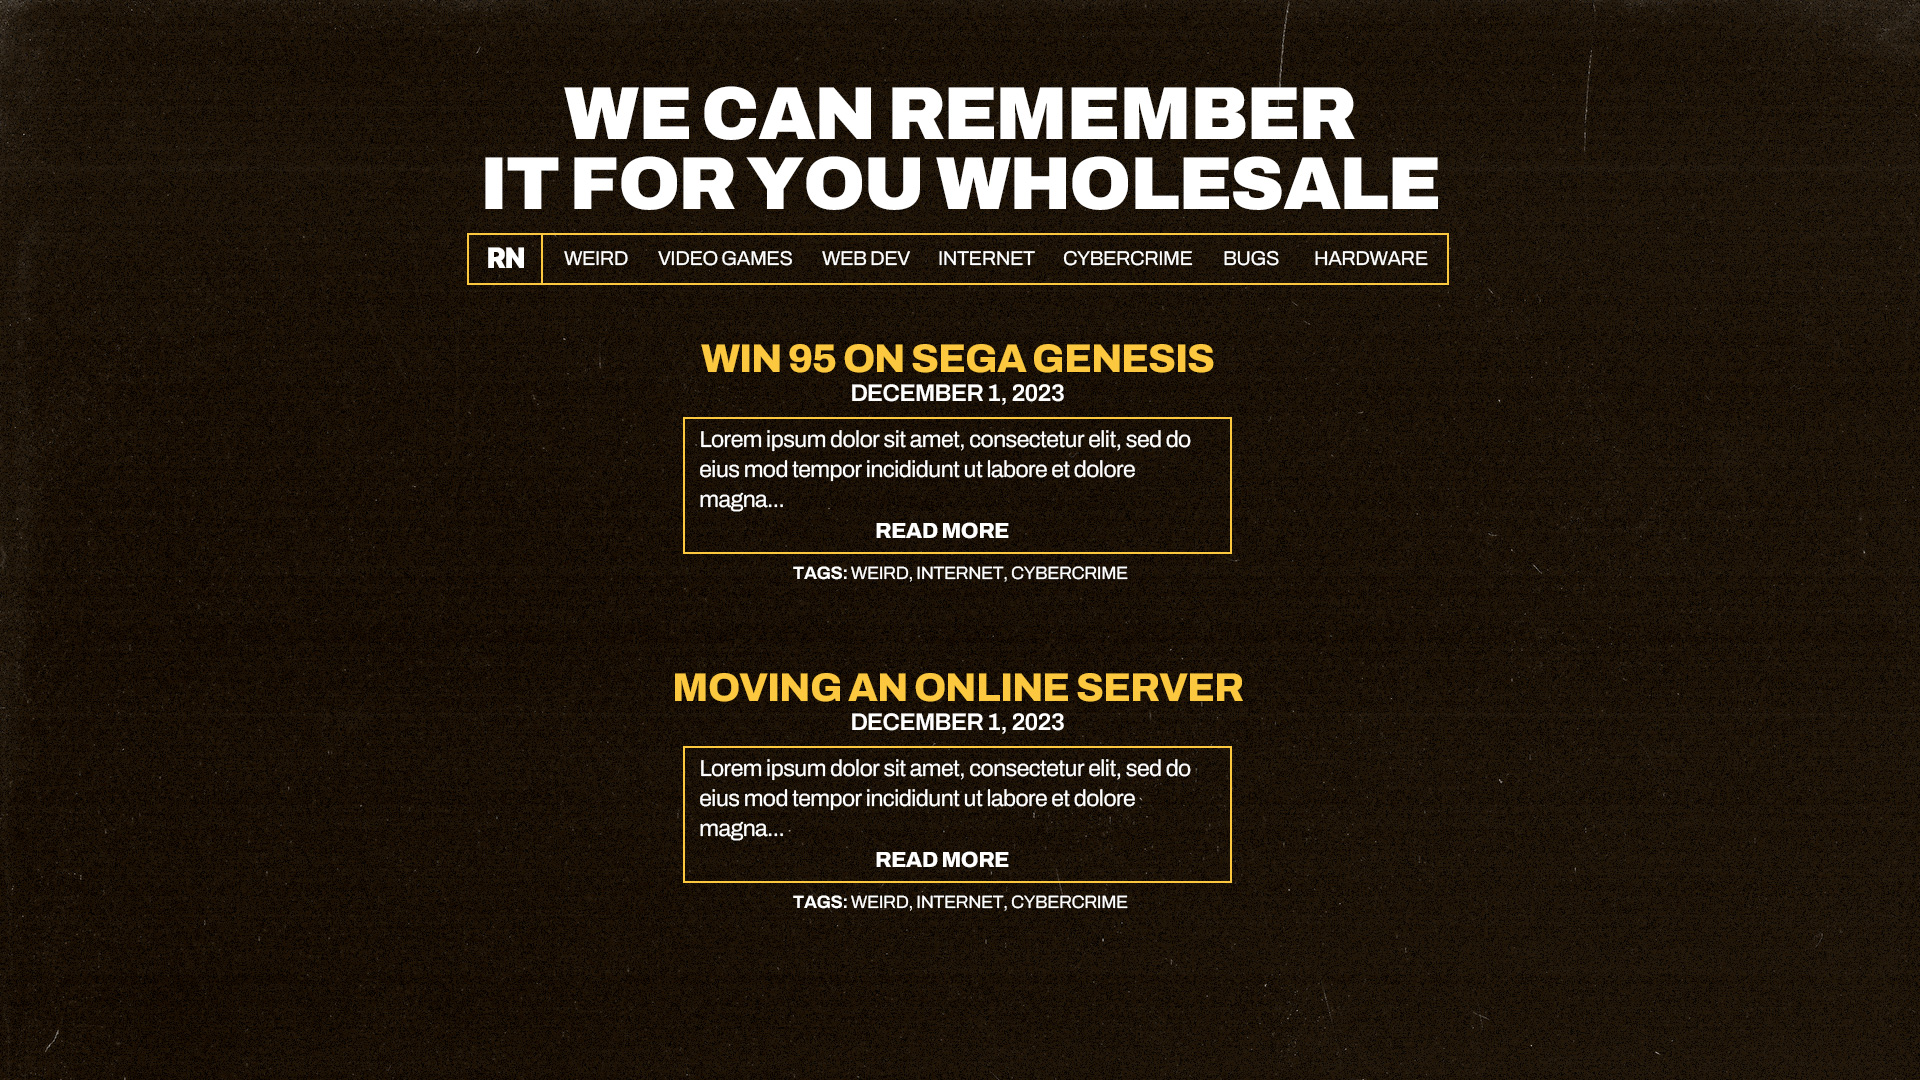 WE CAN REMEMBER
IT FOR YOU WHOLESALE
RN WEIRD VIDEO GAMES WEB DEV INTERNET CYBERCRIME BUGS HARDWARE
WIN 95 ON SEGA GENESIS
DECEMBER 1, 2023
Lorem ipsum dolor sit amet, consectetur elit, sed do
eius mod tempor incididunt ut labore et dolore
magna...
READ MORE
TAGS: WEIRD, INTERNET, CYBERCRIME
MOVING AN ONLINE SERVER
DECEMBER 1, 2023
Lorem ipsum dolor sit amet, consectetur elit, sed do
eius mod tempor incididunt ut labore et dolore
magna...
READ MORE
TAGS: WEIRD, INTERNET, CYBERCRIME